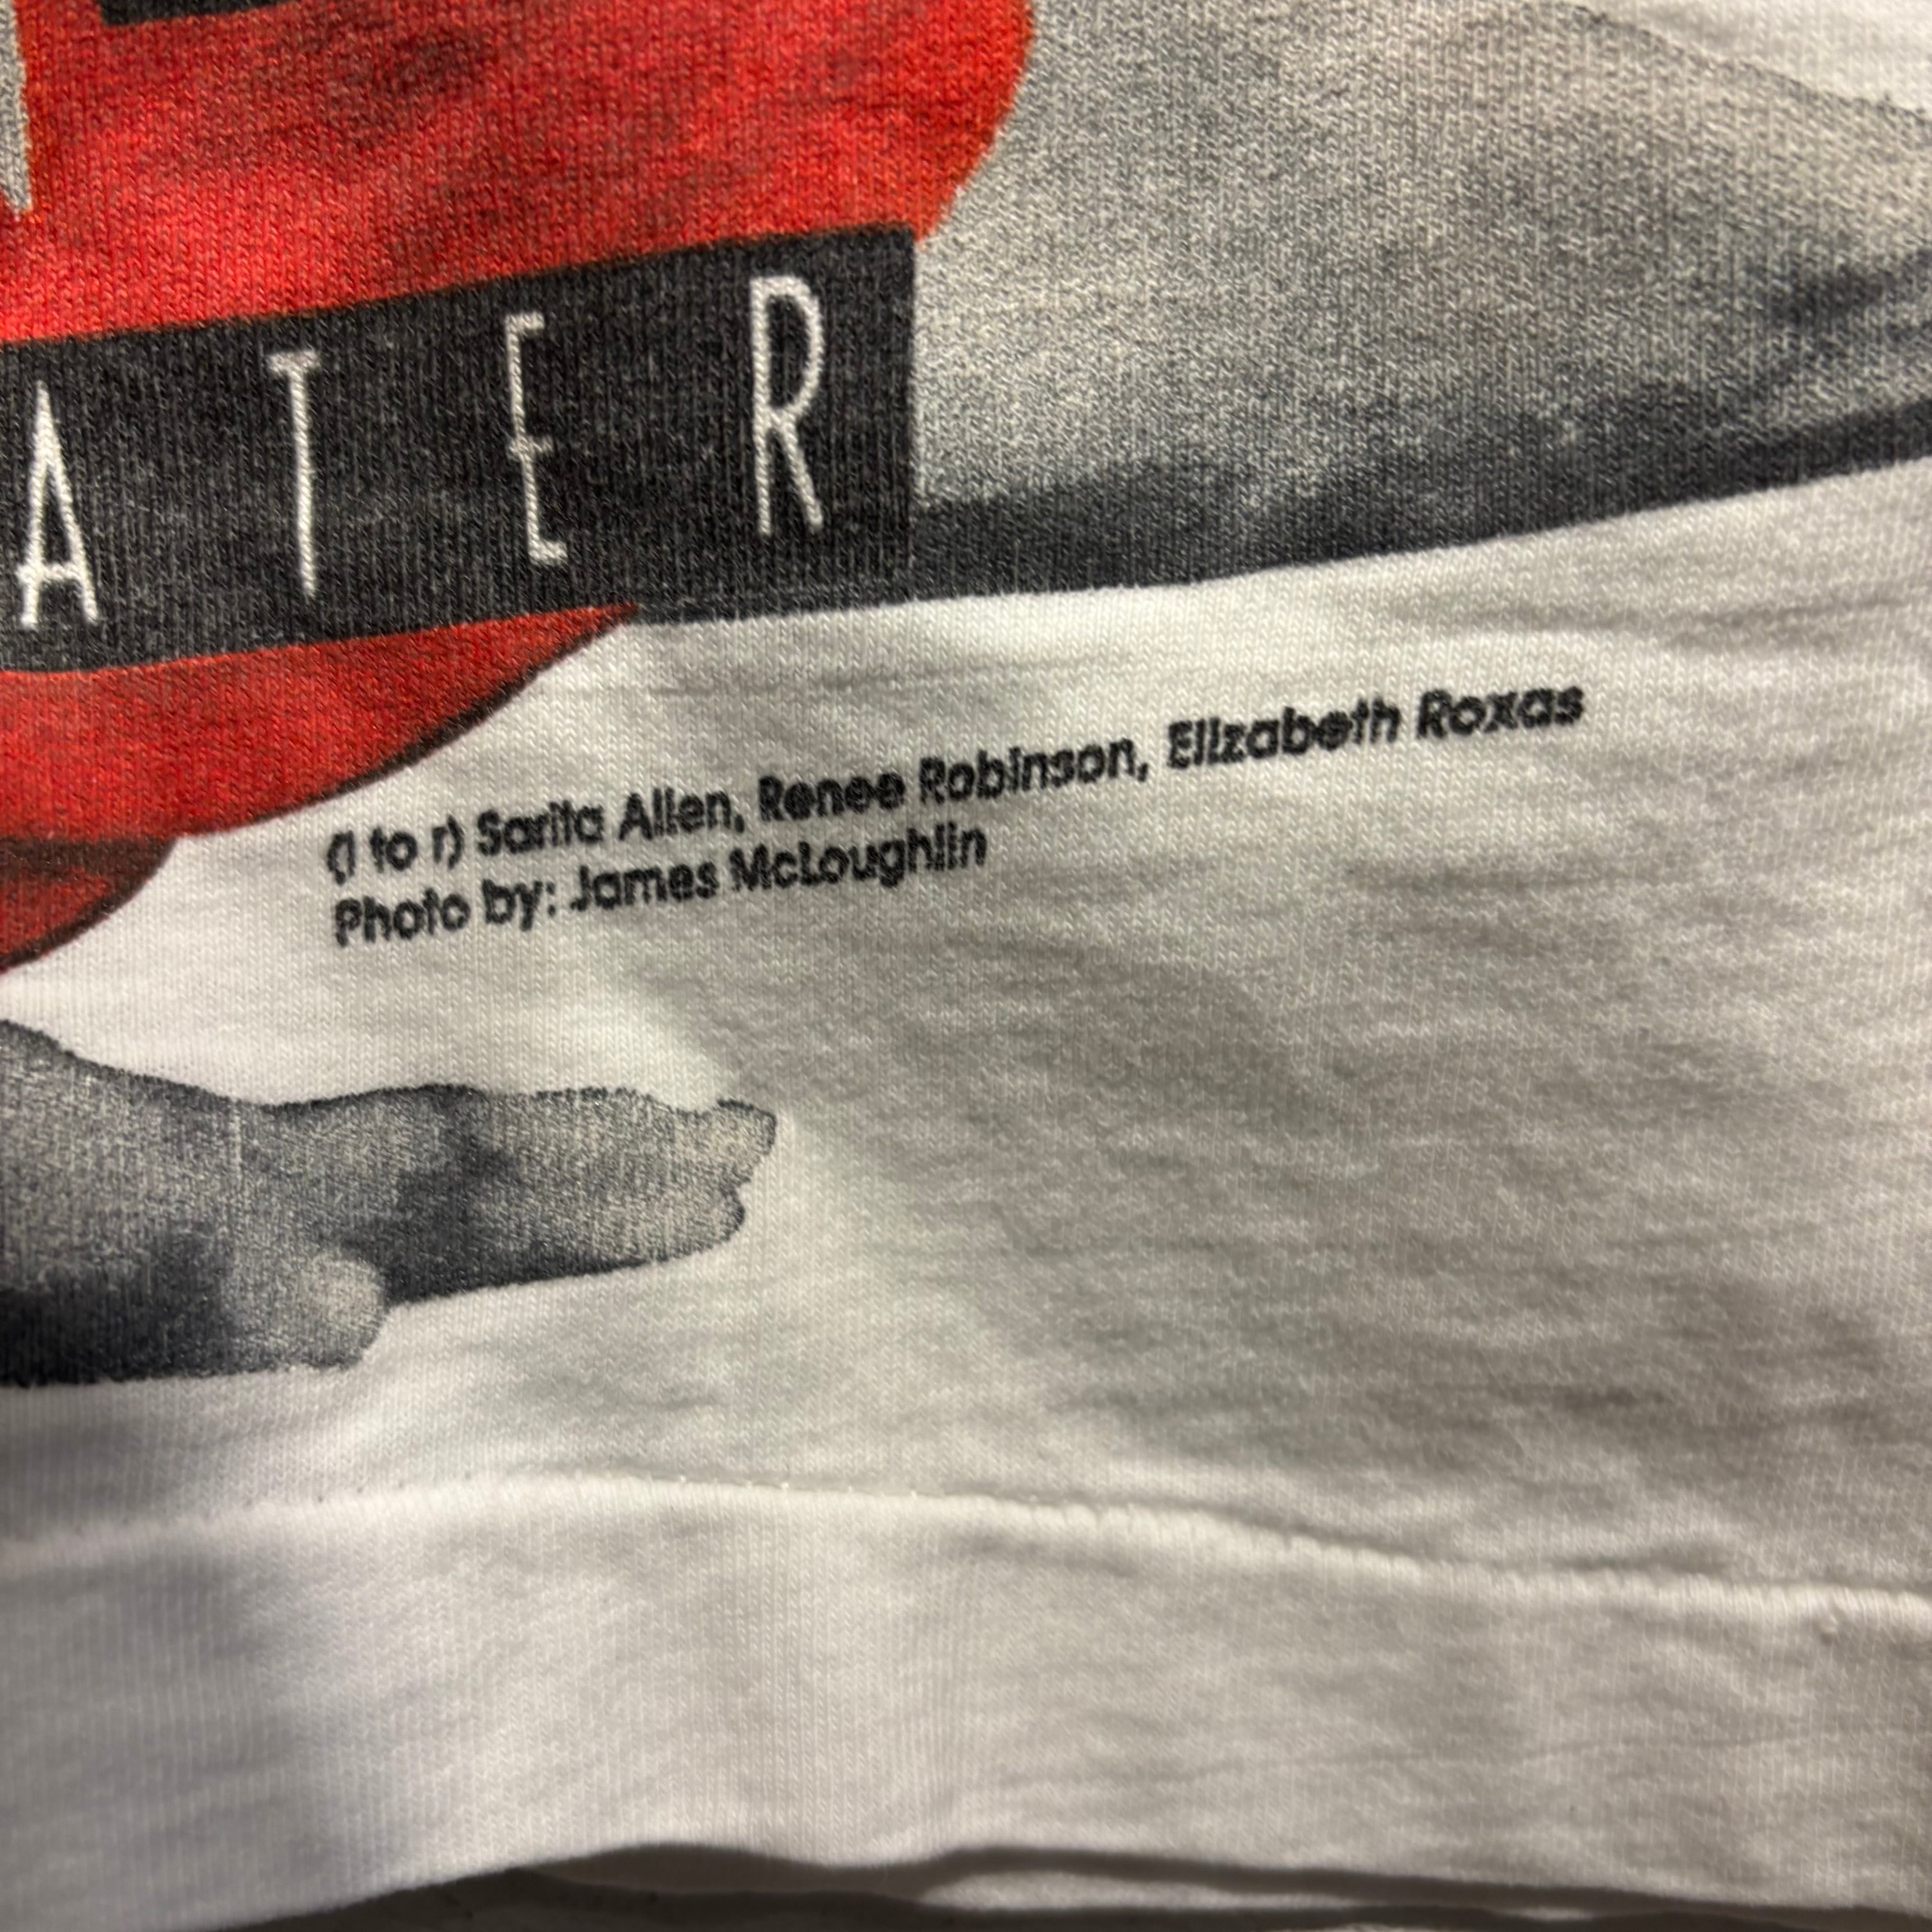 ATER
(l to r) Sarita Allen, Renee Robinson, Elizabeth Roxas
Photo by: James McLoughlin